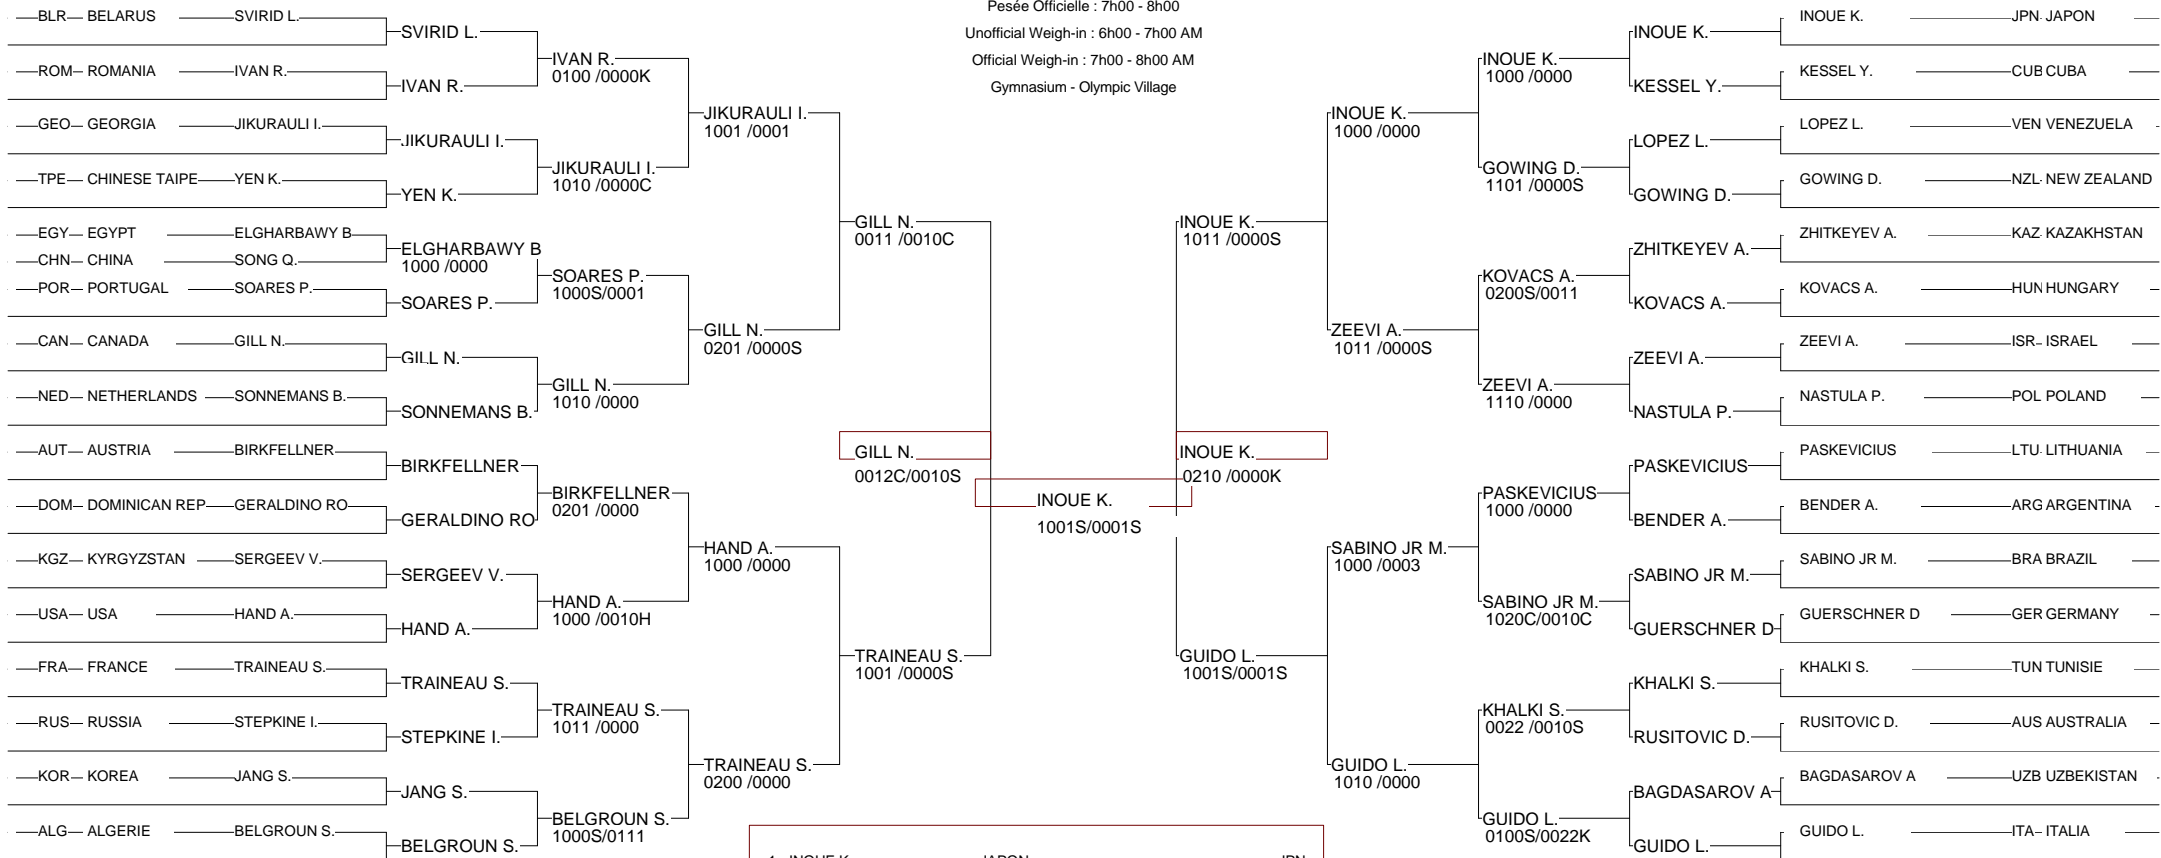 Pesée Officielle : 7h00 - 8h00
Unofficial Weigh-in : 6h00 - 7h00 AM
Official Weigh-in : 7h00 - 8h00 AM
Gymnasium - Olympic Village
BLR BELARUS SVIRID L.
ROM ROMANIA IVAN R.
GEO GEORGIA JIKURAULI I.
TPE CHINESE TAIPE YEN K.
EGY EGYPT ELGHARBAWY B
CHN CHINA SONG Q.
POR PORTUGAL SOARES P.
CAN CANADA GILL N.
NED NETHERLANDS SONNEMANS B.
AUT AUSTRIA BIRKFELLNER
DOM DOMINICAN REP GERALDINO RO
KGZ KYRGYZSTAN SERGEEV V.
USA USA HAND A.
FRA FRANCE TRAINEAU S.
RUS RUSSIA STEPKINE I.
KOR KOREA JANG S.
ALG ALGERIE BELGROUN S.
SVIRID L.
IVAN R.
JIKURAULI I.
YEN K.
ELGHARBAWY B
1000 /0000
SOARES P.
GILL N.
SONNEMANS B.
BIRKFELLNER
GERALDINO RO
SERGEEV V.
HAND A.
TRAINEAU S.
STEPKINE I.
JANG S.
BELGROUN S.
IVAN R.
0100 /0000K
JIKURAULI I.
1010 /0000C
SOARES P.
1000S/0001
GILL N.
1010 /0000
BIRKFELLNER
0201 /0000
HAND A.
1000 /0010H
TRAINEAU S.
1011 /0000
BELGROUN S.
1000S/0111
JIKURAULI I.
1001 /0001
GILL N.
0201 /0000S
HAND A.
1000 /0000
TRAINEAU S.
0200 /0000
GILL N.
0011 /0010C
TRAINEAU S.
1001 /0000S
GILL N.
0012C/0010S
INOUE K.
1001S/0001S
INOUE K.
0210 /0000K
INOUE K.
1011 /0000S
GUIDO L.
1001S/0001S
INOUE K.
1000 /0000
ZEEVI A.
1011 /0000S
SABINO JR M.
1000 /0003
GUIDO L.
1010 /0000
INOUE K.
1000 /0000
GOWING D.
1101 /0000S
KOVACS A.
0200S/0011
ZEEVI A.
1110 /0000
PASKEVICIUS
1000 /0000
SABINO JR M.
1020C/0010C
KHALKI S.
0022 /0010S
GUIDO L.
0100S/0022K
INOUE K.
KESSEL Y.
LOPEZ L.
GOWING D.
ZHITKEYEV A.
KOVACS A.
ZEEVI A.
NASTULA P.
PASKEVICIUS
BENDER A.
SABINO JR M.
GUERSCHNER D
KHALKI S.
RUSITOVIC D.
BAGDASAROV A
GUIDO L.
INOUE K. JPN JAPON
KESSEL Y. CUB CUBA
LOPEZ L. VEN VENEZUELA
GOWING D. NZL NEW ZEALAND
ZHITKEYEV A. KAZ KAZAKHSTAN
KOVACS A. HUN HUNGARY
ZEEVI A. ISR ISRAEL
NASTULA P. POL POLAND
PASKEVICIUS LTU LITHUANIA
BENDER A. ARG ARGENTINA
SABINO JR M. BRA BRAZIL
GUERSCHNER D GER GERMANY
KHALKI S. TUN TUNISIE
RUSITOVIC D. AUS AUSTRALIA
BAGDASAROV A UZB UZBEKISTAN
GUIDO L. ITA ITALIA
1 INOUE K. JAPON JPN